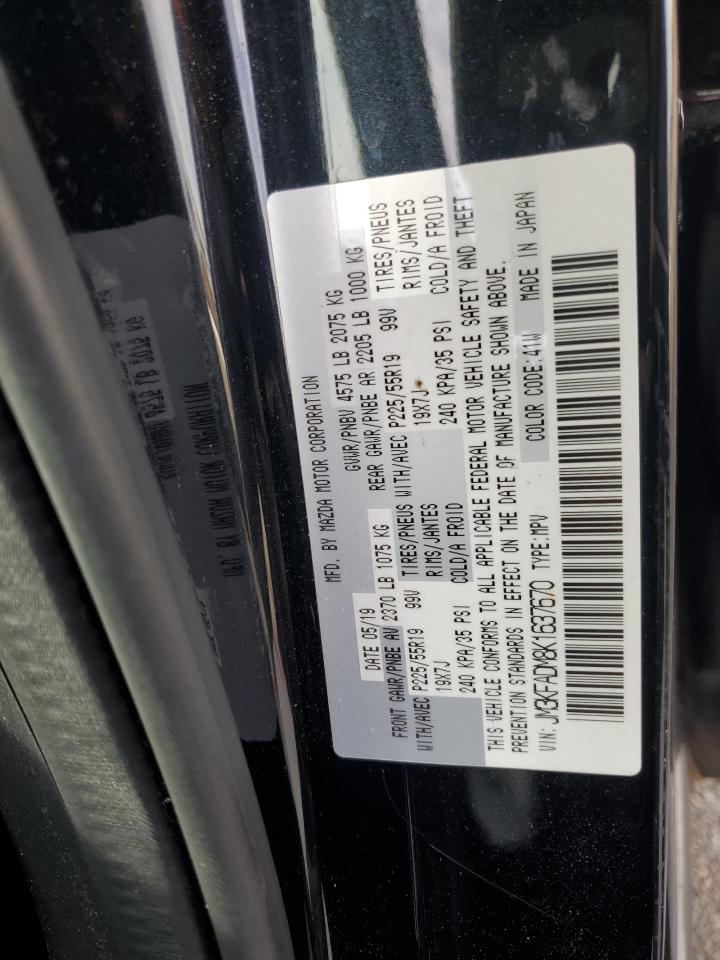 MFD. BY MAZDA MOTOR CORPORATION
DATE 05/19 GVWR/PNBV 4575 LB 2075 KG
FRONT GAWR/PNBE AV 2370 LB 1075 KG REAR GAWR/PNBE AR 2205 LB 1000 KG
WITH/AVEC P225/55R19 99V TIRES/PNEUS WITH/AVEC P225/55R19 99V TIRES/PNEUS
19X7J RIMS/JANTES 19X7J RIMS/JANTES
240 KPA/35 PSI COLD/A FROID 240 KPA/35 PSI COLD/A FROID
THIS VEHICLE CONFORMS TO ALL APPLICABLE FEDERAL MOTOR VEHICLE SAFETY AND THEFT
PREVENTION STANDARDS IN EFFECT ON THE DATE OF MANUFACTURE SHOWN ABOVE.
COLOR CODE:41W MADE IN JAPAN
VIN: JM3KFADM8K1637670 TYPE:MPV